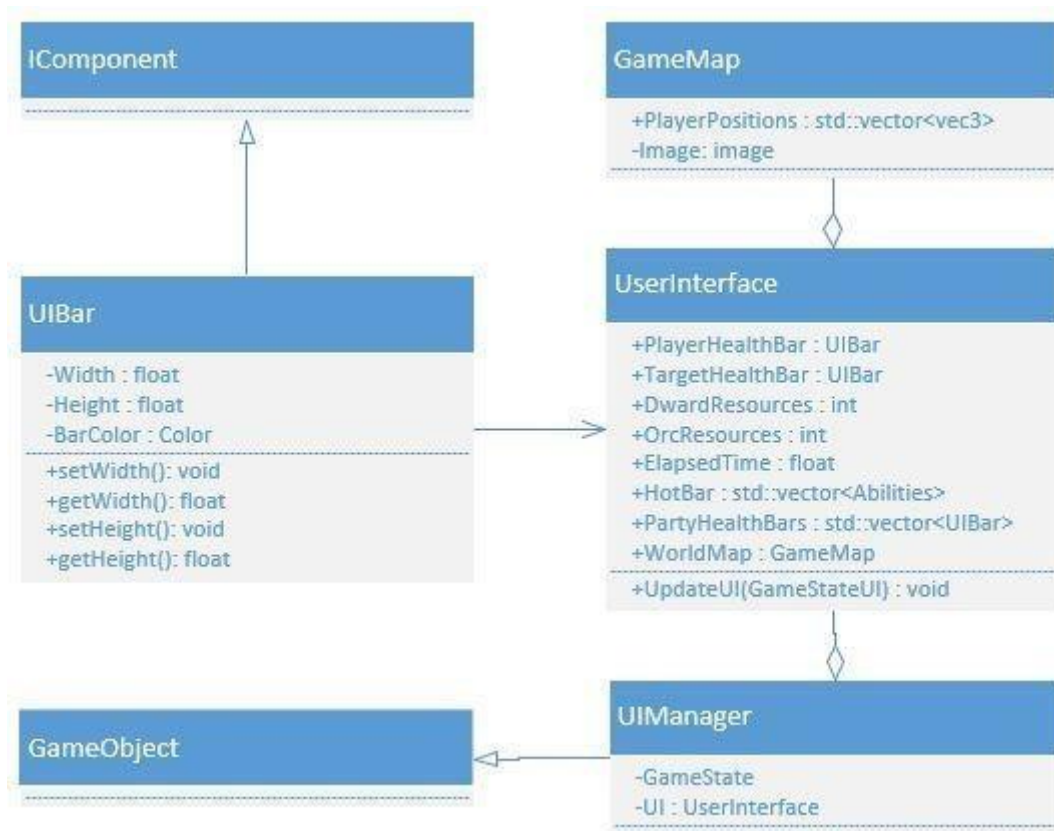 IComponent
GameMap
+PlayerPositions : std::vector<vec3>
-Image: image
UIBar
-Width : float
-Height : float
-BarColor : Color
+setWidth(): void
+getWidth(): float
+setHeight(): void
+getHeight(): float
UserInterface
+PlayerHealthBar : UIBar
+TargetHealthBar : UIBar
+DwardResources : int
+OrcResources : int
+ElapsedTime : float
+HotBar : std::vector<Abilities>
+PartyHealthBars : std::vector<UIBar>
+WorldMap : GameMap
+UpdateUI(GameStateUI) : void
GameObject
UIManager
-GameState
-UI : UserInterface